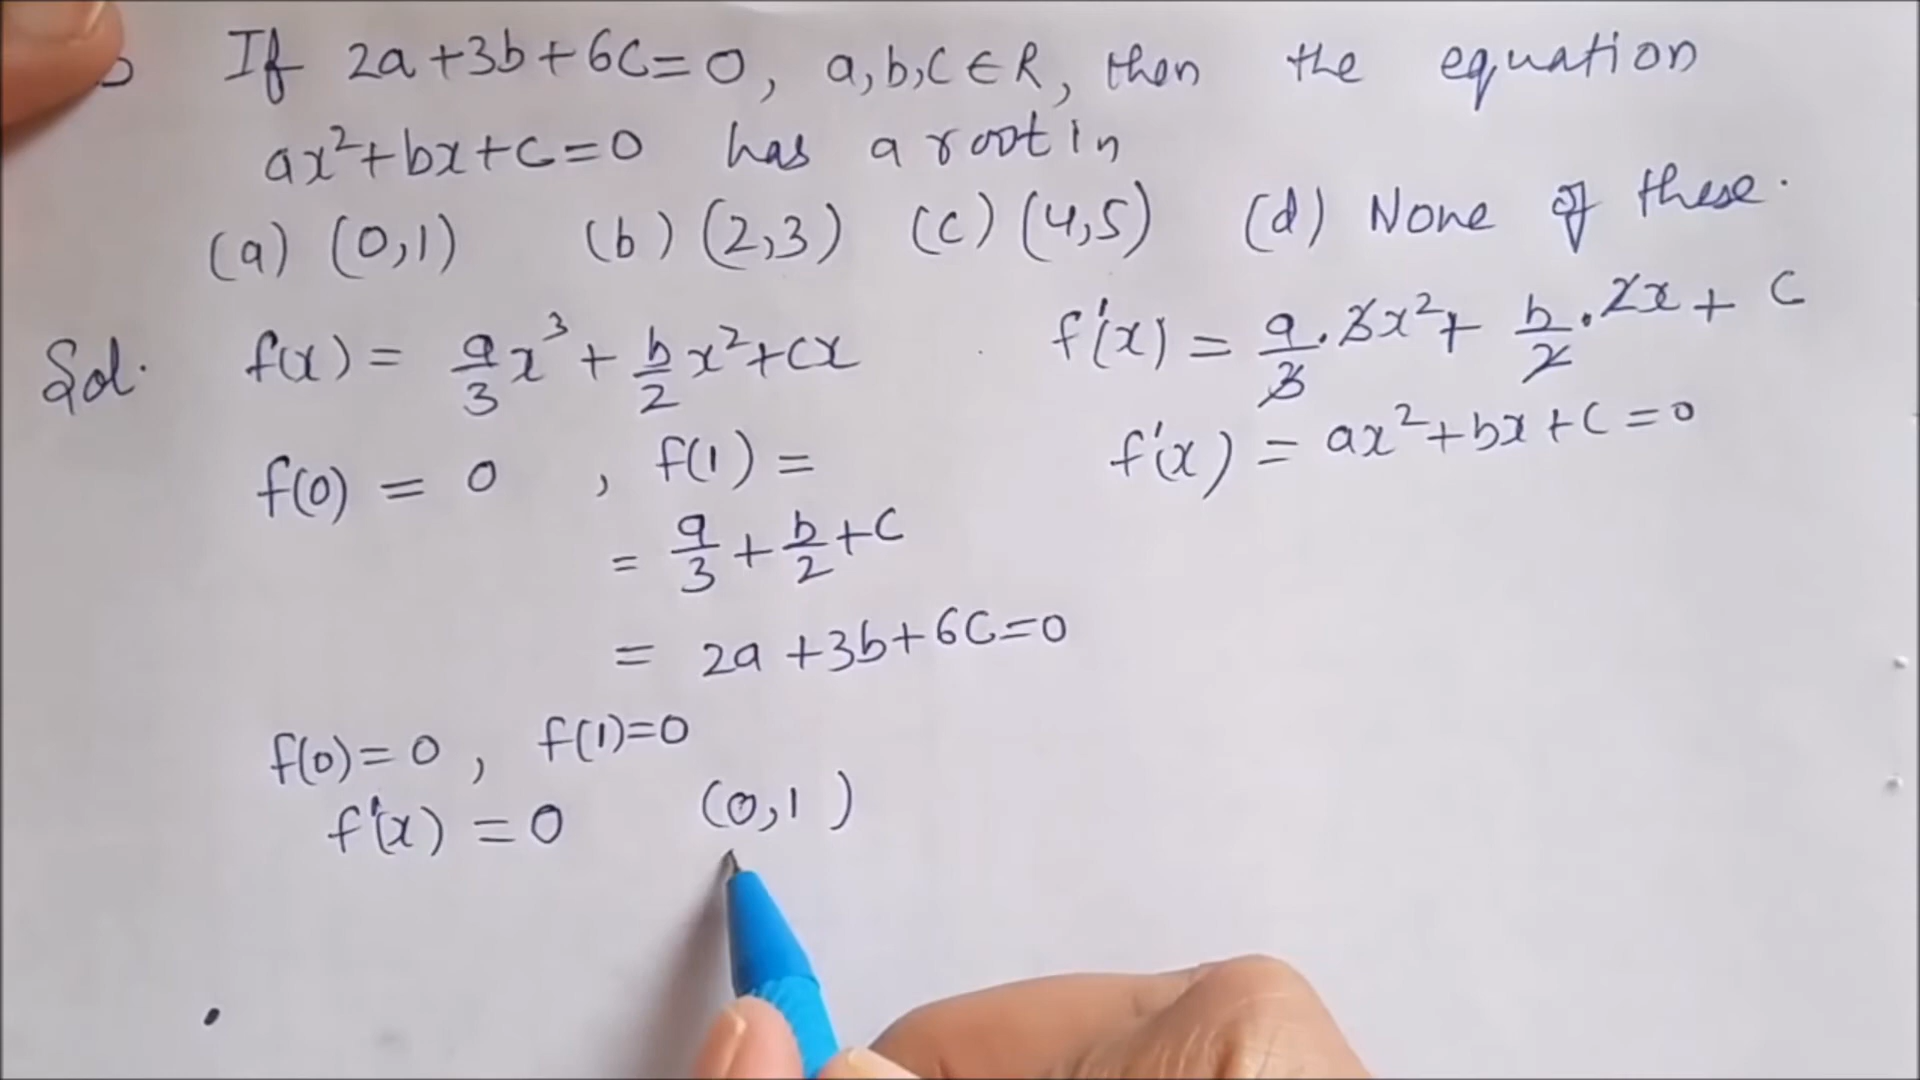 If 2a+3b+6C=0, a,b,C∈R, then the equation
ax²+bx+c=0 has a root in
(a) (0,1) (b) (2,3) (c) (4,5) (d) None of these.
Sol. f(x) = a/3 x³ + b/2 x²+cx f'(x) = a/3 . 3x² + b/2 . 2x + C
f(0) = 0 , f(1) = f'(x) = ax²+bx+C=0
= a/3 + b/2 + C
= 2a +3b+6C=0
f(0)=0 , f(1)=0
f'(x) =0 (0,1)